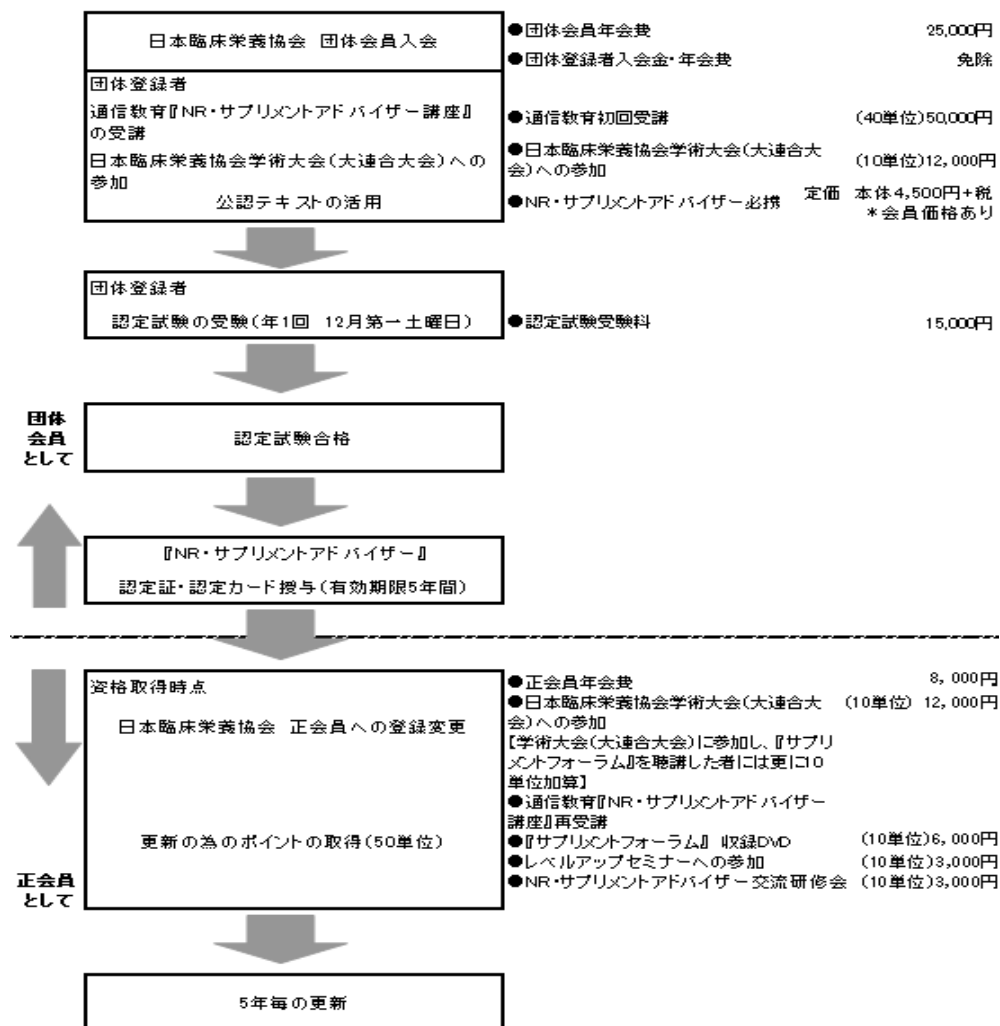 日本臨床栄養協会 団体会員入会
●団体会員年会費 25,000円
●団体登録者入会金・年会費 免除
団体登録者
通信教育『NR・サプリメントアドバイザー講座』
の受講
日本臨床栄養協会学術大会(大連合大会)への
参加
公認テキストの活用
●通信教育初回受講 (40単位)50,000円
●日本臨床栄養協会学術大会(大連合大
会)への参加 (10単位)12,000円
●NR・サプリメントアドバイザー必携 定価 本体4,500円+税
*会員価格あり
団体登録者
認定試験の受験(年1回 12月第一土曜日)
●認定試験受験料 15,000円
団体
会員
として
認定試験合格
『NR・サプリメントアドバイザー』
認定証・認定カード授与(有効期限5年間)
資格取得時点
日本臨床栄養協会 正会員への登録変更
更新の為のポイントの取得(50単位)
●正会員年会費 8,000円
●日本臨床栄養協会学術大会(大連合大 (10単位) 12,000円
会)への参加
【学術大会(大連合大会)に参加し、『サプリ
メントフォーラム』を聴講した者には更に10
単位加算】
●通信教育『NR・サプリメントアドバイザー
講座』再受講
●『サプリメントフォーラム』 収録DVD (10単位)6,000円
●レベルアップセミナーへの参加 (10単位)3,000円
●NR・サプリメントアドバイザー交流研修会 (10単位)3,000円
正会員
として
5年毎の更新